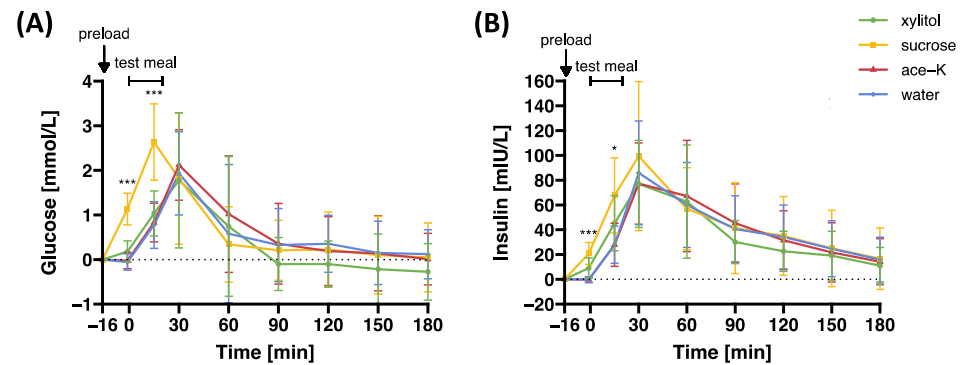 (A)
preload
test meal
***
***
Glucose [mmol/L]
4
3
2
1
0
−1
−16 0 30 60 90 120 150 180
Time [min]
(B)
preload
test meal
***
*
Insulin [mIU/L]
160
140
120
100
80
60
40
20
0
−20
−16 0 30 60 90 120 150 180
Time [min]
xylitol
sucrose
ace−K
water